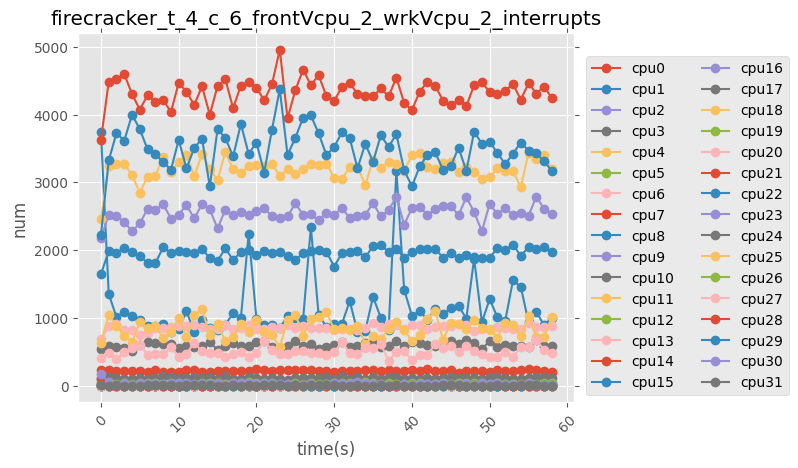 firecracker_t_4_c_6_frontVcpu_2_wrkVcpu_2_interrupts
5000
4000
3000
2000
1000
0
num
0
10
20
30
40
50
60
time(s)
cpu0
cpu1
cpu2
cpu3
cpu4
cpu5
cpu6
cpu7
cpu8
cpu9
cpu10
cpu11
cpu12
cpu13
cpu14
cpu15
cpu16
cpu17
cpu18
cpu19
cpu20
cpu21
cpu22
cpu23
cpu24
cpu25
cpu26
cpu27
cpu28
cpu29
cpu30
cpu31